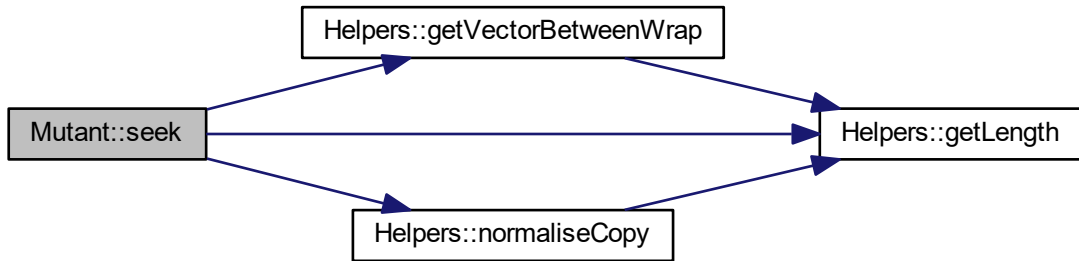 Helpers::getVectorBetweenWrap
Mutant::seek
Helpers::getLength
Helpers::normaliseCopy